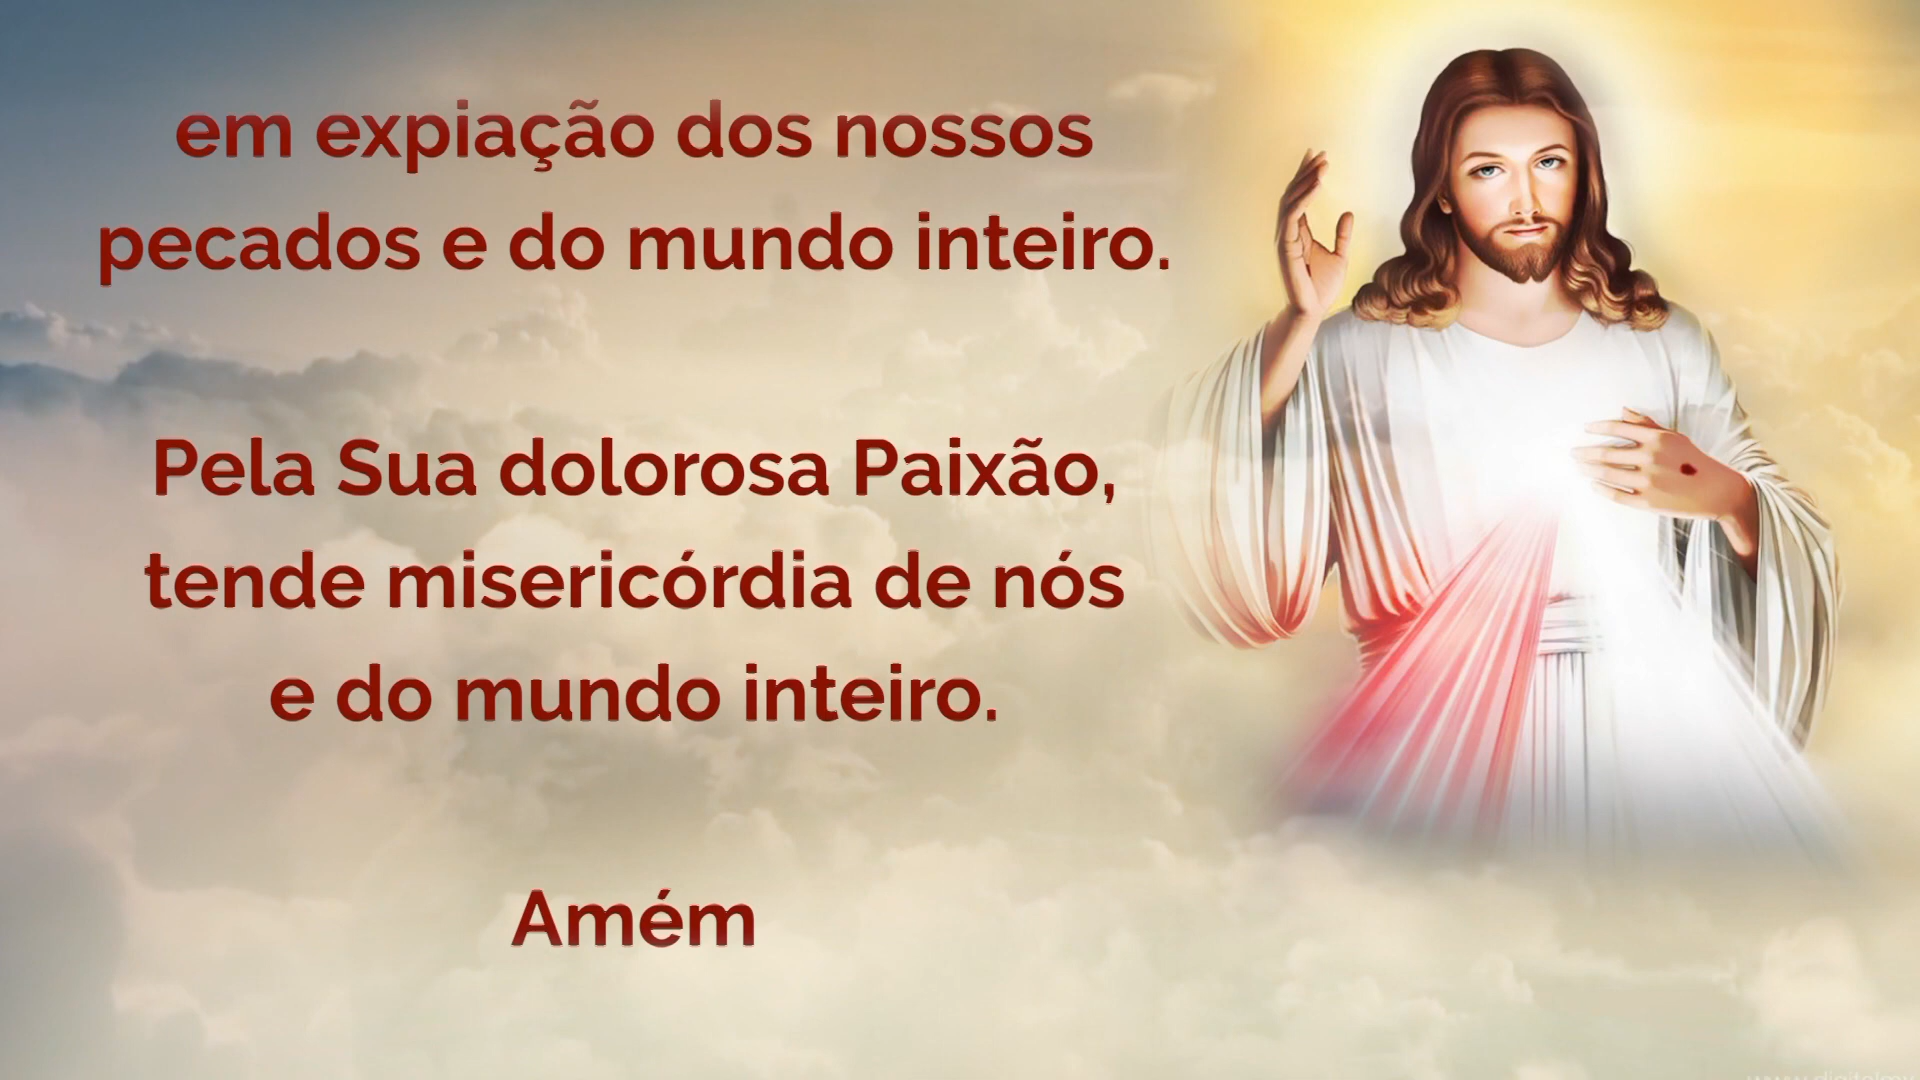 em expiação dos nossos
pecados e do mundo inteiro.
Pela Sua dolorosa Paixão,
tende misericórdia de nós
e do mundo inteiro.
Amém